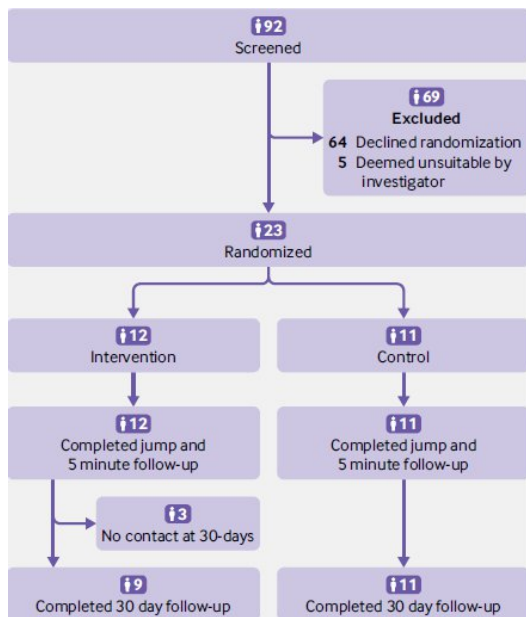 92
Screened
69
Excluded
64 Declined randomization
5 Deemed unsuitable by
investigator
23
Randomized
12
Intervention
11
Control
12
Completed jump and
5 minute follow-up
11
Completed jump and
5 minute follow-up
3
No contact at 30-days
9
Completed 30 day follow-up
11
Completed 30 day follow-up